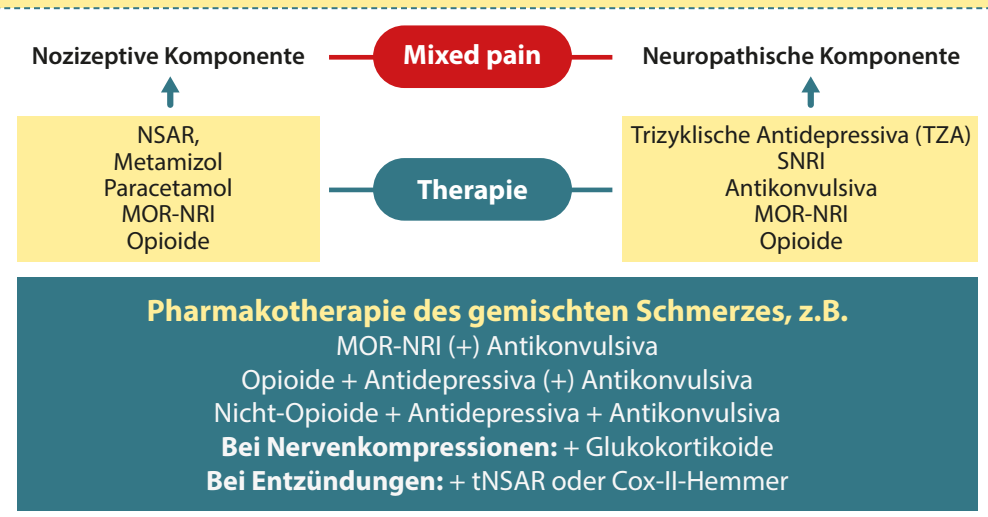 Nozizeptive Komponente
Mixed pain
Neuropathische Komponente
NSAR,
Metamizol
Paracetamol
MOR-NRI
Opioide
Therapie
Trizyklische Antidepressiva (TZA)
SNRI
Antikonvulsiva
MOR-NRI
Opioide
Pharmakotherapie des gemischten Schmerzes, z.B.
MOR-NRI (+) Antikonvulsiva
Opioide + Antidepressiva (+) Antikonvulsiva
Nicht-Opioide + Antidepressiva + Antikonvulsiva
Bei Nervenkompressionen: + Glukokortikoide
Bei Entzündungen: + tNSAR oder Cox-II-Hemmer